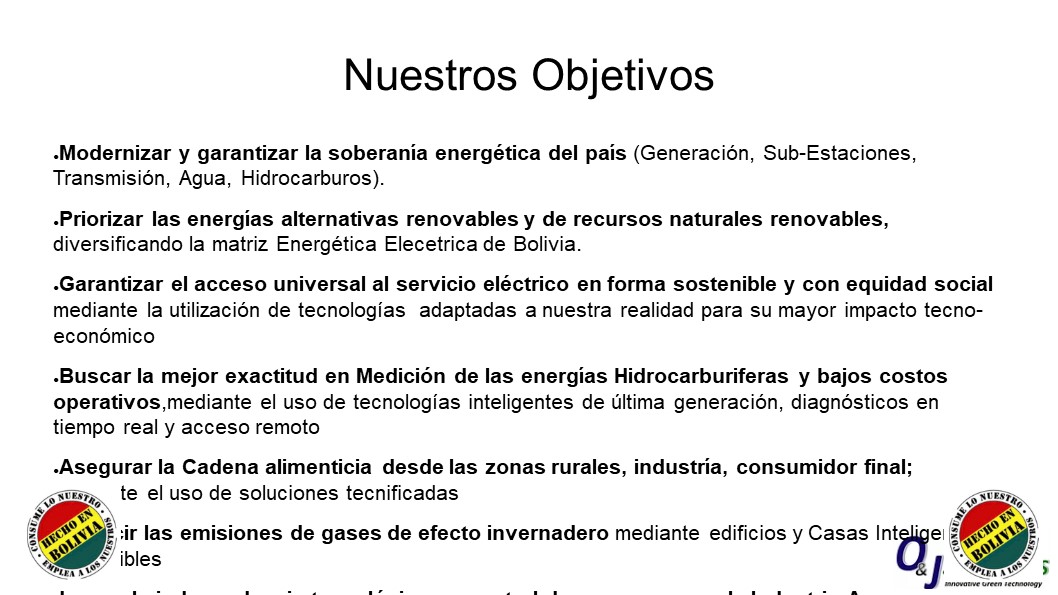 Nuestros Objetivos
●Modernizar y garantizar la soberanía energética del país (Generación, Sub-Estaciones,
Transmisión, Agua, Hidrocarburos).
●Priorizar las energías alternativas renovables y de recursos naturales renovables,
diversificando la matriz Energética Elecetrica de Bolivia.
●Garantizar el acceso universal al servicio eléctrico en forma sostenible y con equidad social
mediante la utilización de tecnologías adaptadas a nuestra realidad para su mayor impacto tecno-
económico
●Buscar la mejor exactitud en Medición de las energías Hidrocarburiferas y bajos costos
operativos,mediante el uso de tecnologías inteligentes de última generación, diagnósticos en
tiempo real y acceso remoto
●Asegurar la Cadena alimenticia desde las zonas rurales, industría, consumidor final;
te el uso de soluciones tecnificadas
cir las emisiones de gases de efecto invernadero mediante edificios y Casas Intelige
ibles
CONSUME LO NUESTRO
HECHO EN
BOLIVIA
EMPLEA A LOS NUESTROS
O&J
CONSUME LO NUESTRO
HECHO EN
BOLIVIA
EMPLEA A LOS NUESTROS
Innovative Green Technology